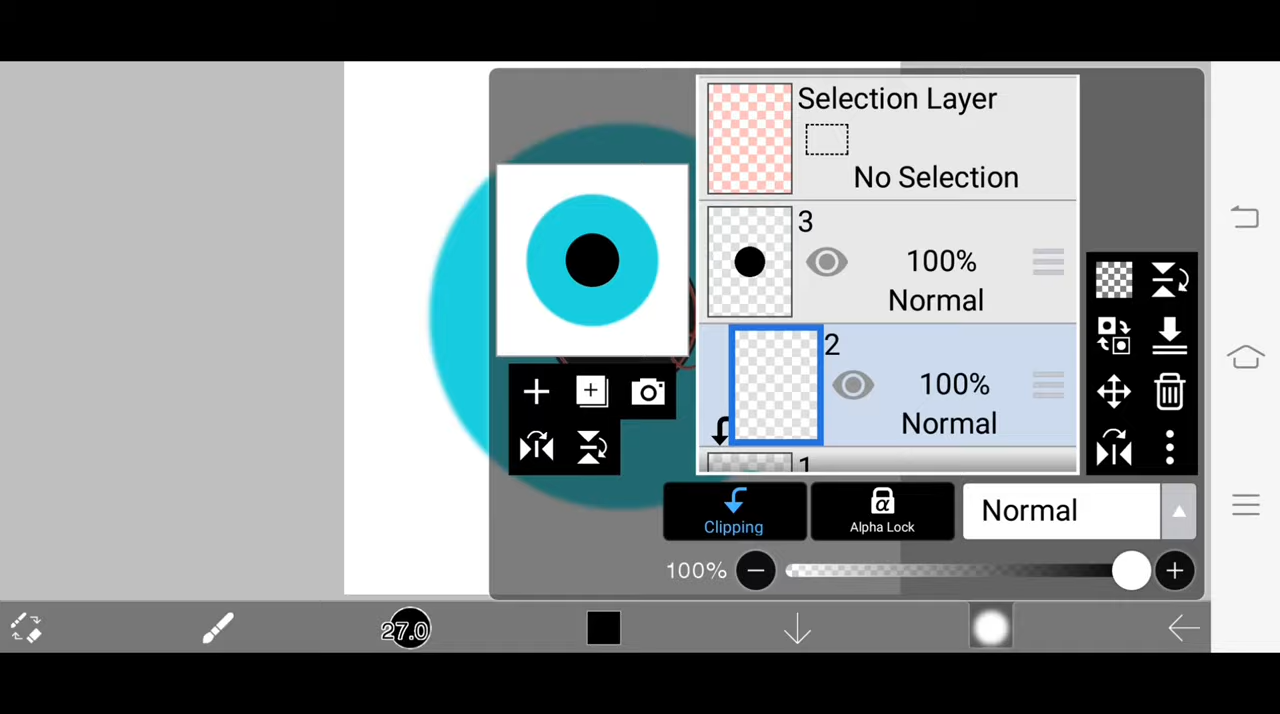 Selection Layer
No Selection
3
100%
Normal
2
100%
Normal
1
Clipping
α
Alpha Lock
Normal
100%
27.0